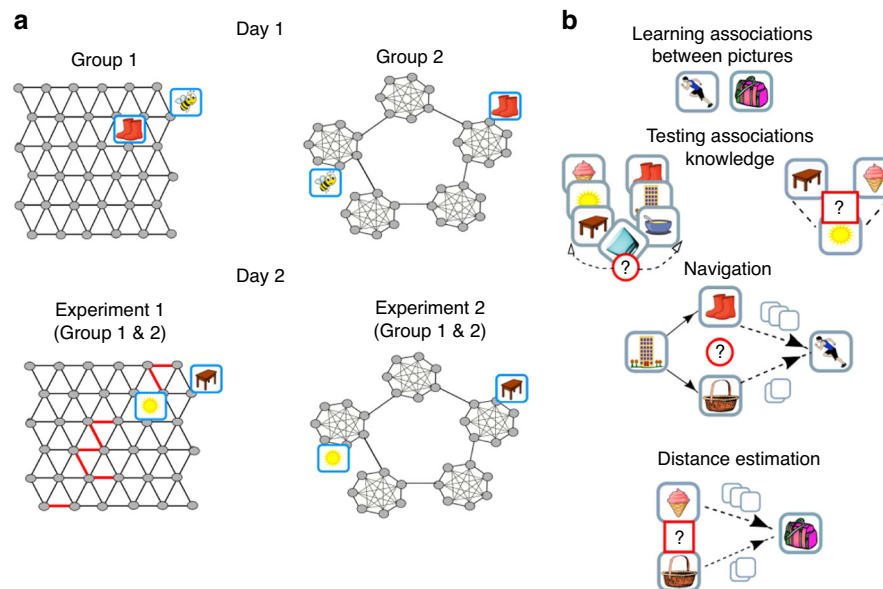 a
Day 1
Group 1
Group 2
Day 2
Experiment 1
(Group 1 & 2)
Experiment 2
(Group 1 & 2)
b
Learning associations
between pictures
Testing associations
knowledge
?
?
Navigation
?
Distance estimation
?